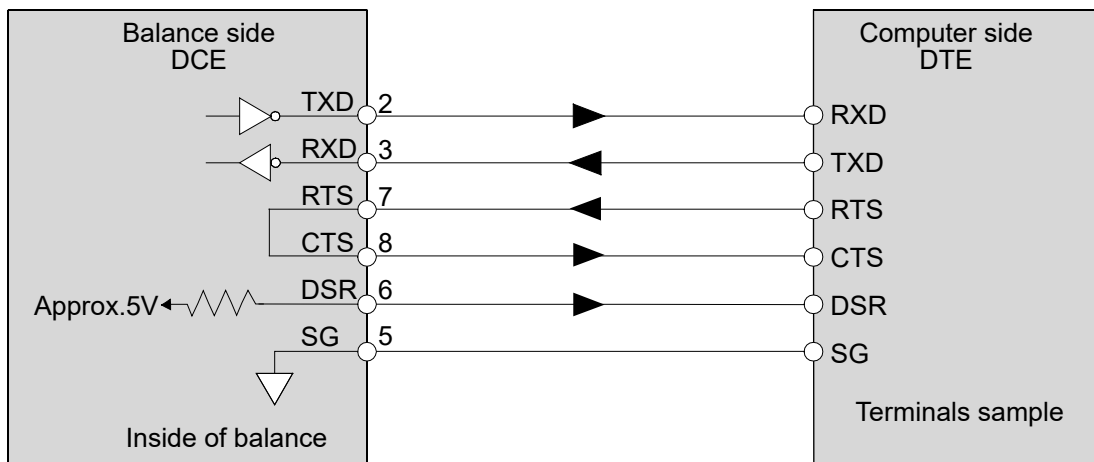 Balance side
DCE
Computer side
DTE
TXD 2 RXD
RXD 3 TXD
RTS 7 RTS
CTS 8 CTS
Approx.5V DSR 6 DSR
SG 5 SG
Inside of balance
Terminals sample